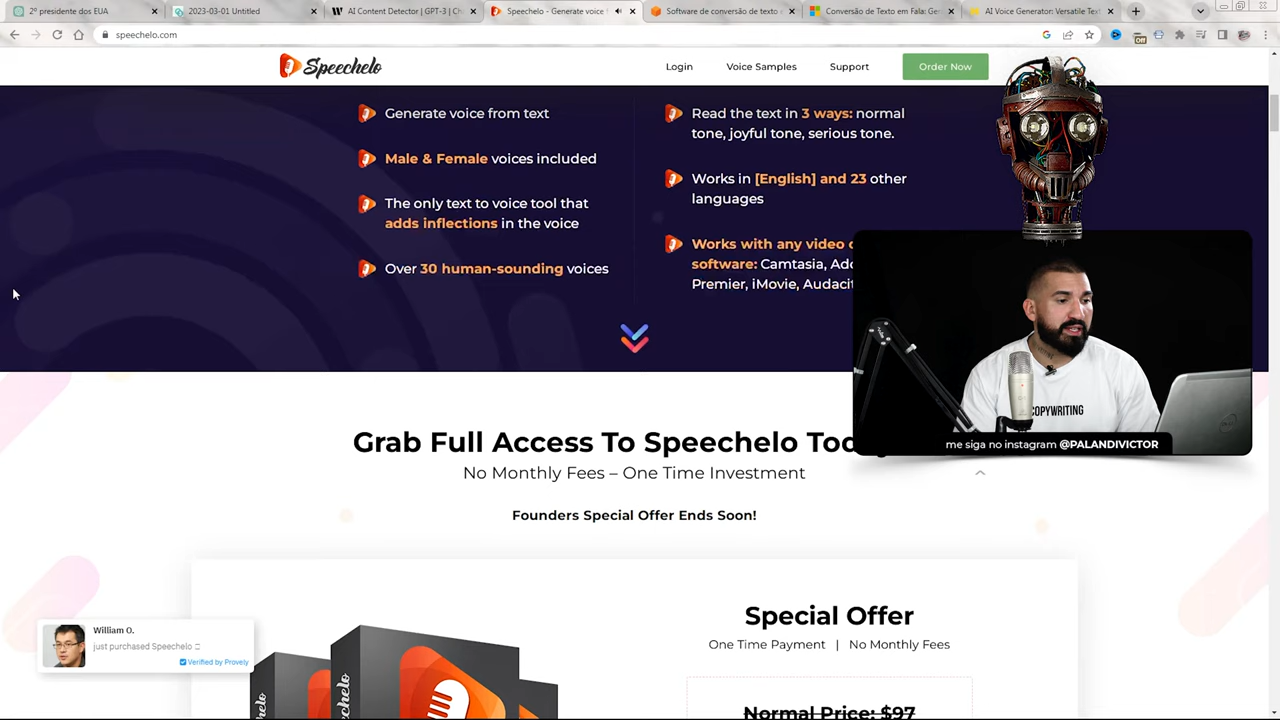 2º presidente dos EUA
2023-03-01 Untitled
AI Content Detector | GPT-3 | Ch
Speechelo - Generate voice
Software de conversão de texto e
Conversão de Texto em Fala: Ger
AI Voice Generator: Versatile Text
speechelo.com
Off
Speechelo
Login
Voice Samples
Support
Order Now
Generate voice from text
Male & Female voices included
The only text to voice tool that
adds inflections in the voice
Over 30 human-sounding voices
Read the text in 3 ways: normal
tone, joyful tone, serious tone.
Works in [English] and 23 other
languages
Works with any video c
software: Camtasia, Ado
Premier, iMovie, Audacit
COPYWRITING
me siga no instagram @PALANDIVICTOR
Grab Full Access To Speechelo Tod
No Monthly Fees – One Time Investment
Founders Special Offer Ends Soon!
Special Offer
One Time Payment | No Monthly Fees
Normal Price: $97
William O.
just purchased Speechelo
Verified by Provely
Speechelo
Speechelo